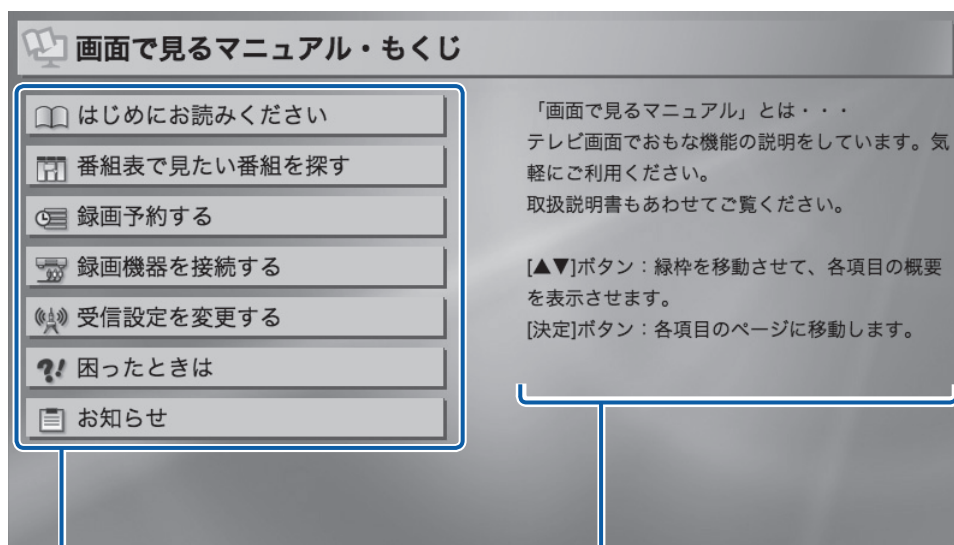 画面で見るマニュアル・もくじ
はじめにお読みください
番組表で見たい番組を探す
録画予約する
録画機器を接続する
受信設定を変更する
困ったときは
お知らせ
「画面で見るマニュアル」とは・・・
テレビ画面でおもな機能の説明をしています。気
軽にご利用ください。
取扱説明書もあわせてご覧ください。
[▲▼]ボタン：緑枠を移動させて、各項目の概要
を表示させます。
[決定]ボタン：各項目のページに移動します。